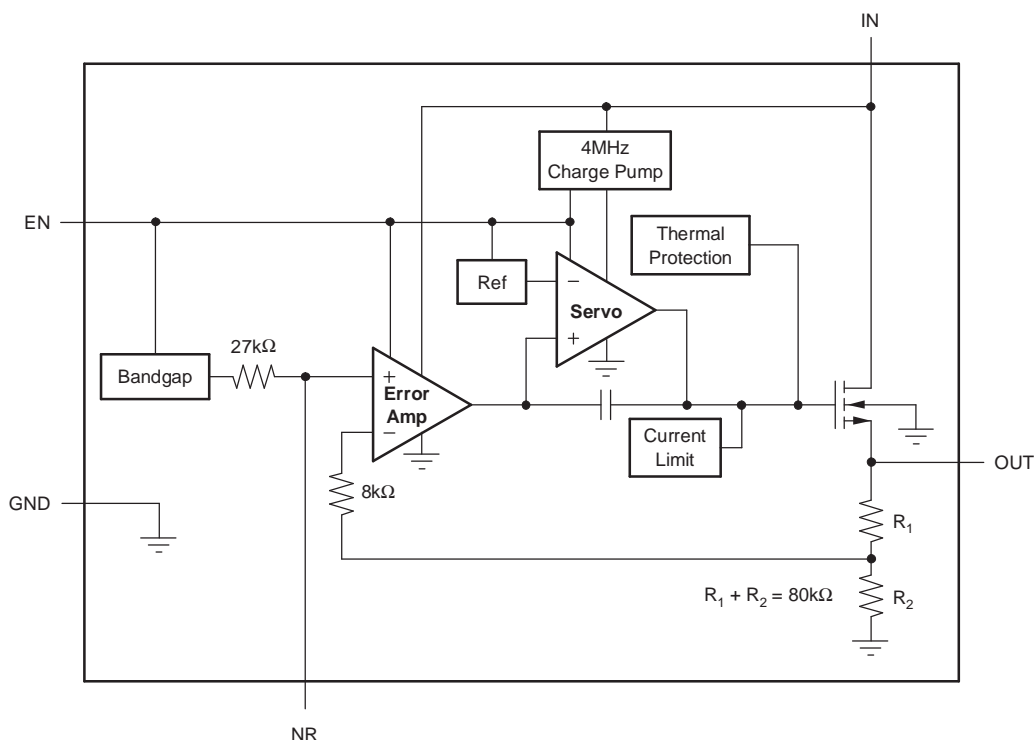 IN
4MHz
Charge Pump
EN
Thermal
Protection
Ref
−
Servo
+
27kΩ
Bandgap
+
Error
Amp
−
Current
Limit
OUT
8kΩ
GND
R₁
R₁ + R₂ = 80kΩ
R₂
NR